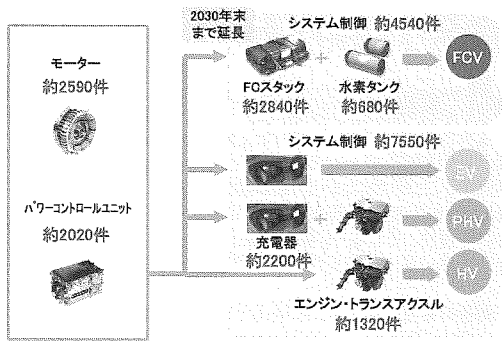 モーター
約2590件
パワーコントロールユニット
約2020件
2030年末
まで延長
システム制御 約4540件
FCスタック
約2840件
+
水素タンク
約680件
FCV
システム制御 約7550件
EV
+
PHV
充電器
約2200件
HV
エンジン・トランスアクスル
約1320件